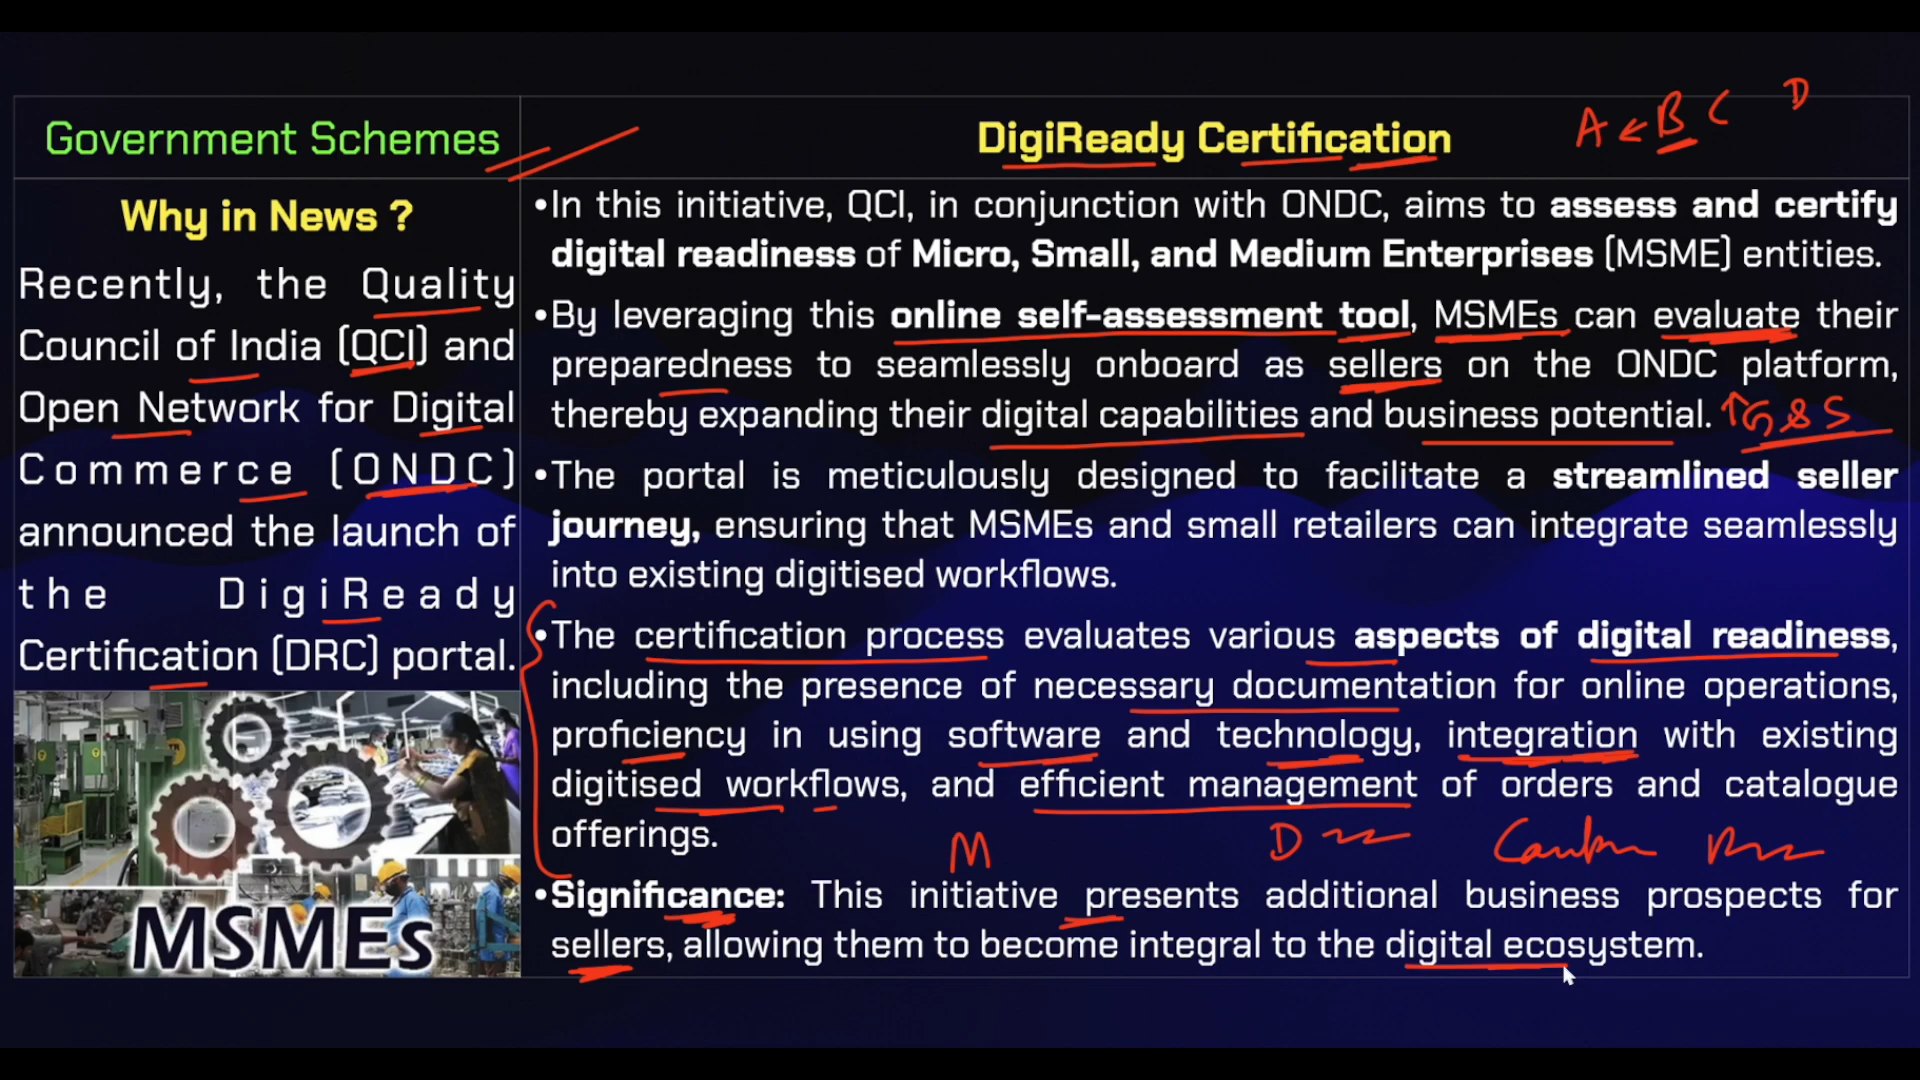 Government Schemes
DigiReady Certification
A < B C D
Why in News ?
Recently, the Quality
Council of India (QCI) and
Open Network for Digital
Commerce (ONDC)
announced the launch of
the DigiReady
Certification (DRC) portal.
MSMEs
•In this initiative, QCI, in conjunction with ONDC, aims to assess and certify
digital readiness of Micro, Small, and Medium Enterprises (MSME) entities.
•By leveraging this online self-assessment tool, MSMEs can evaluate their
preparedness to seamlessly onboard as sellers on the ONDC platform,
thereby expanding their digital capabilities and business potential. ↑G & S
•The portal is meticulously designed to facilitate a streamlined seller
journey, ensuring that MSMEs and small retailers can integrate seamlessly
into existing digitised workflows.
•The certification process evaluates various aspects of digital readiness,
including the presence of necessary documentation for online operations,
proficiency in using software and technology, integration with existing
digitised workflows, and efficient management of orders and catalogue
offerings.
M D
•Significance: This initiative presents additional business prospects for
sellers, allowing them to become integral to the digital ecosystem.